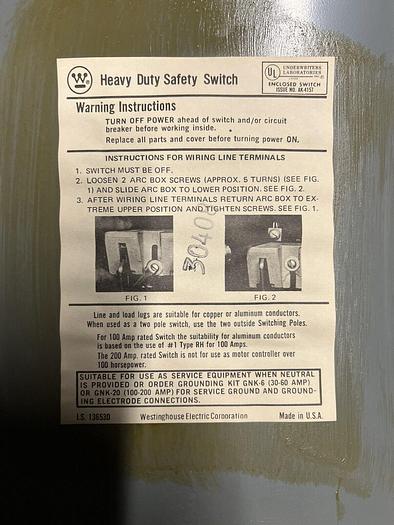 Heavy Duty Safety Switch
UL UNDERWRITERS
LABORATORIES
ENCLOSED SWITCH
ISSUE NO. AK-4157
Warning Instructions
TURN OFF POWER ahead of switch and/or circuit
breaker before working inside.
Replace all parts and cover before turning power ON.
INSTRUCTIONS FOR WIRING LINE TERMINALS
1. SWITCH MUST BE OFF.
2. LOOSEN 2 ARC BOX SCREWS (APPROX. 5 TURNS) (SEE FIG.
1) AND SLIDE ARC BOX TO LOWER POSITION. SEE FIG. 2.
3. AFTER WIRING LINE TERMINALS RETURN ARC BOX TO EX-
TREME UPPER POSITION AND TIGHTEN SCREWS. SEE FIG. 1.
FIG. 1
FIG. 2
Line and load lugs are suitable for copper or aluminum conductors.
When used as a two pole switch, use the two outside Switching Poles.
For 100 Amp rated Switch the suitability for aluminum conductors
is based on the use of #1 Type RH for 100 Amps.
The 200 Amp. rated Switch is not for use as motor controller over
100 horsepower.
SUITABLE FOR USE AS SERVICE EQUIPMENT WHEN NEUTRAL
IS PROVIDED OR ORDER GROUNDING KIT GNK-6 (30-60 AMP)
OR GNK-20 (100-200 AMP) FOR SERVICE GROUND AND GROUND-
ING ELECTRODE CONNECTIONS.
I.S. 13653D Westinghouse Electric Corporation Made in U.S.A.